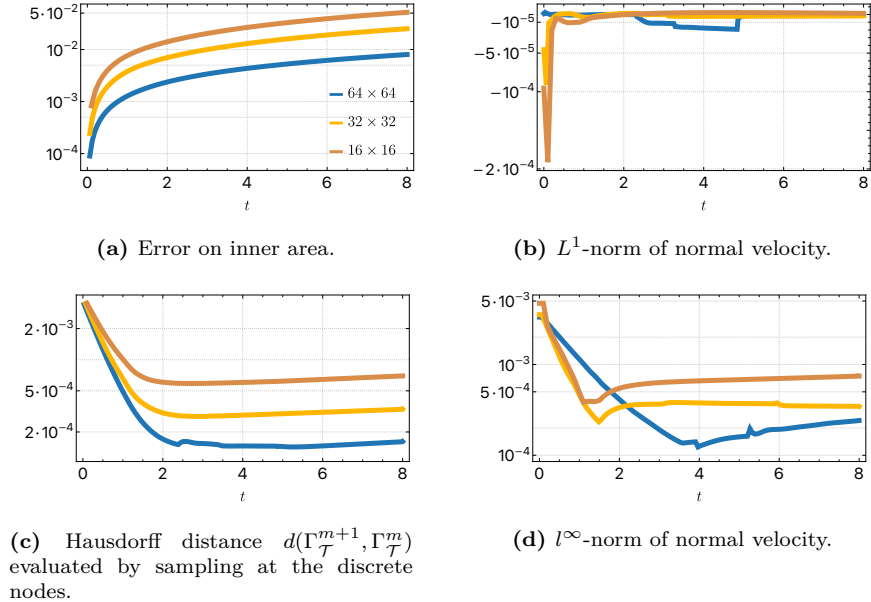 5·10⁻²
10⁻²
10⁻³
10⁻⁴
64 × 64
32 × 32
16 × 16
0 2 4 6 8
t
(a) Error on inner area.
−10⁻⁵
−5·10⁻⁵
−10⁻⁴
−2·10⁻⁴
0 2 4 6 8
t
(b) L¹-norm of normal velocity.
2·10⁻³
5·10⁻⁴
2·10⁻⁴
0 2 4 6 8
t
(c) Hausdorff distance d(Γ_𝒯^{m+1}, Γ_𝒯^m)
evaluated by sampling at the discrete
nodes.
5·10⁻³
10⁻³
5·10⁻⁴
10⁻⁴
0 2 4 6 8
t
(d) l^∞-norm of normal velocity.